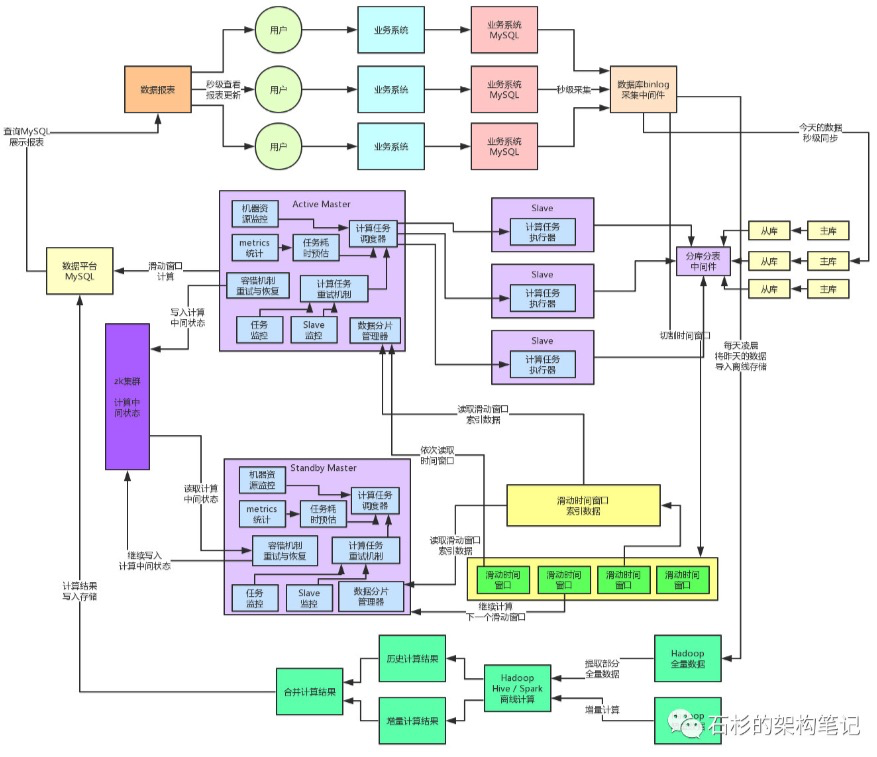 用户
业务系统
业务系统
MySQL
数据报表
秒级查看
报表更新
用户
业务系统
业务系统
MySQL
秒级采集
数据库binlog
采集中间件
查询MySQL
展示报表
今天的数据
秒级同步
用户
业务系统
业务系统
MySQL
Active Master
机器资
源监控
计算任务
调度器
metrics
统计
任务耗
时预估
容错机制
重试与恢复
计算任务
重试机制
任务
监控
Slave
监控
数据分片
管理器
Slave
计算任务
执行器
Slave
计算任务
执行器
Slave
计算任务
执行器
分库分表
中间件
从库
主库
从库
主库
从库
主库
数据平台
MySQL
滑动窗口
计算
写入计算
中间状态
切割时间窗口
每天凌晨
将昨天的数据
导入离线存储
zk集群
计算中
间状态
读取滑动窗口
索引数据
依次读取
时间窗口
Standby Master
机器资
源监控
计算任务
调度器
metrics
统计
任务耗
时预估
容错机制
重试与恢复
计算任务
重试机制
任务
监控
Slave
监控
数据分片
管理器
读取计算
中间状态
继续写入
计算中间状态
滑动时间窗口
索引数据
读取滑动窗口
索引数据
滑动时间
窗口
滑动时间
窗口
滑动时间
窗口
滑动时间
窗口
继续计算
下一个滑动窗口
计算结果
写入存储
历史计算结果
合并计算结果
增量计算结果
Hadoop
Hive / Spark
离线计算
提取部分
全量数据
增量计算
Hadoop
全量数据
石杉的架构笔记